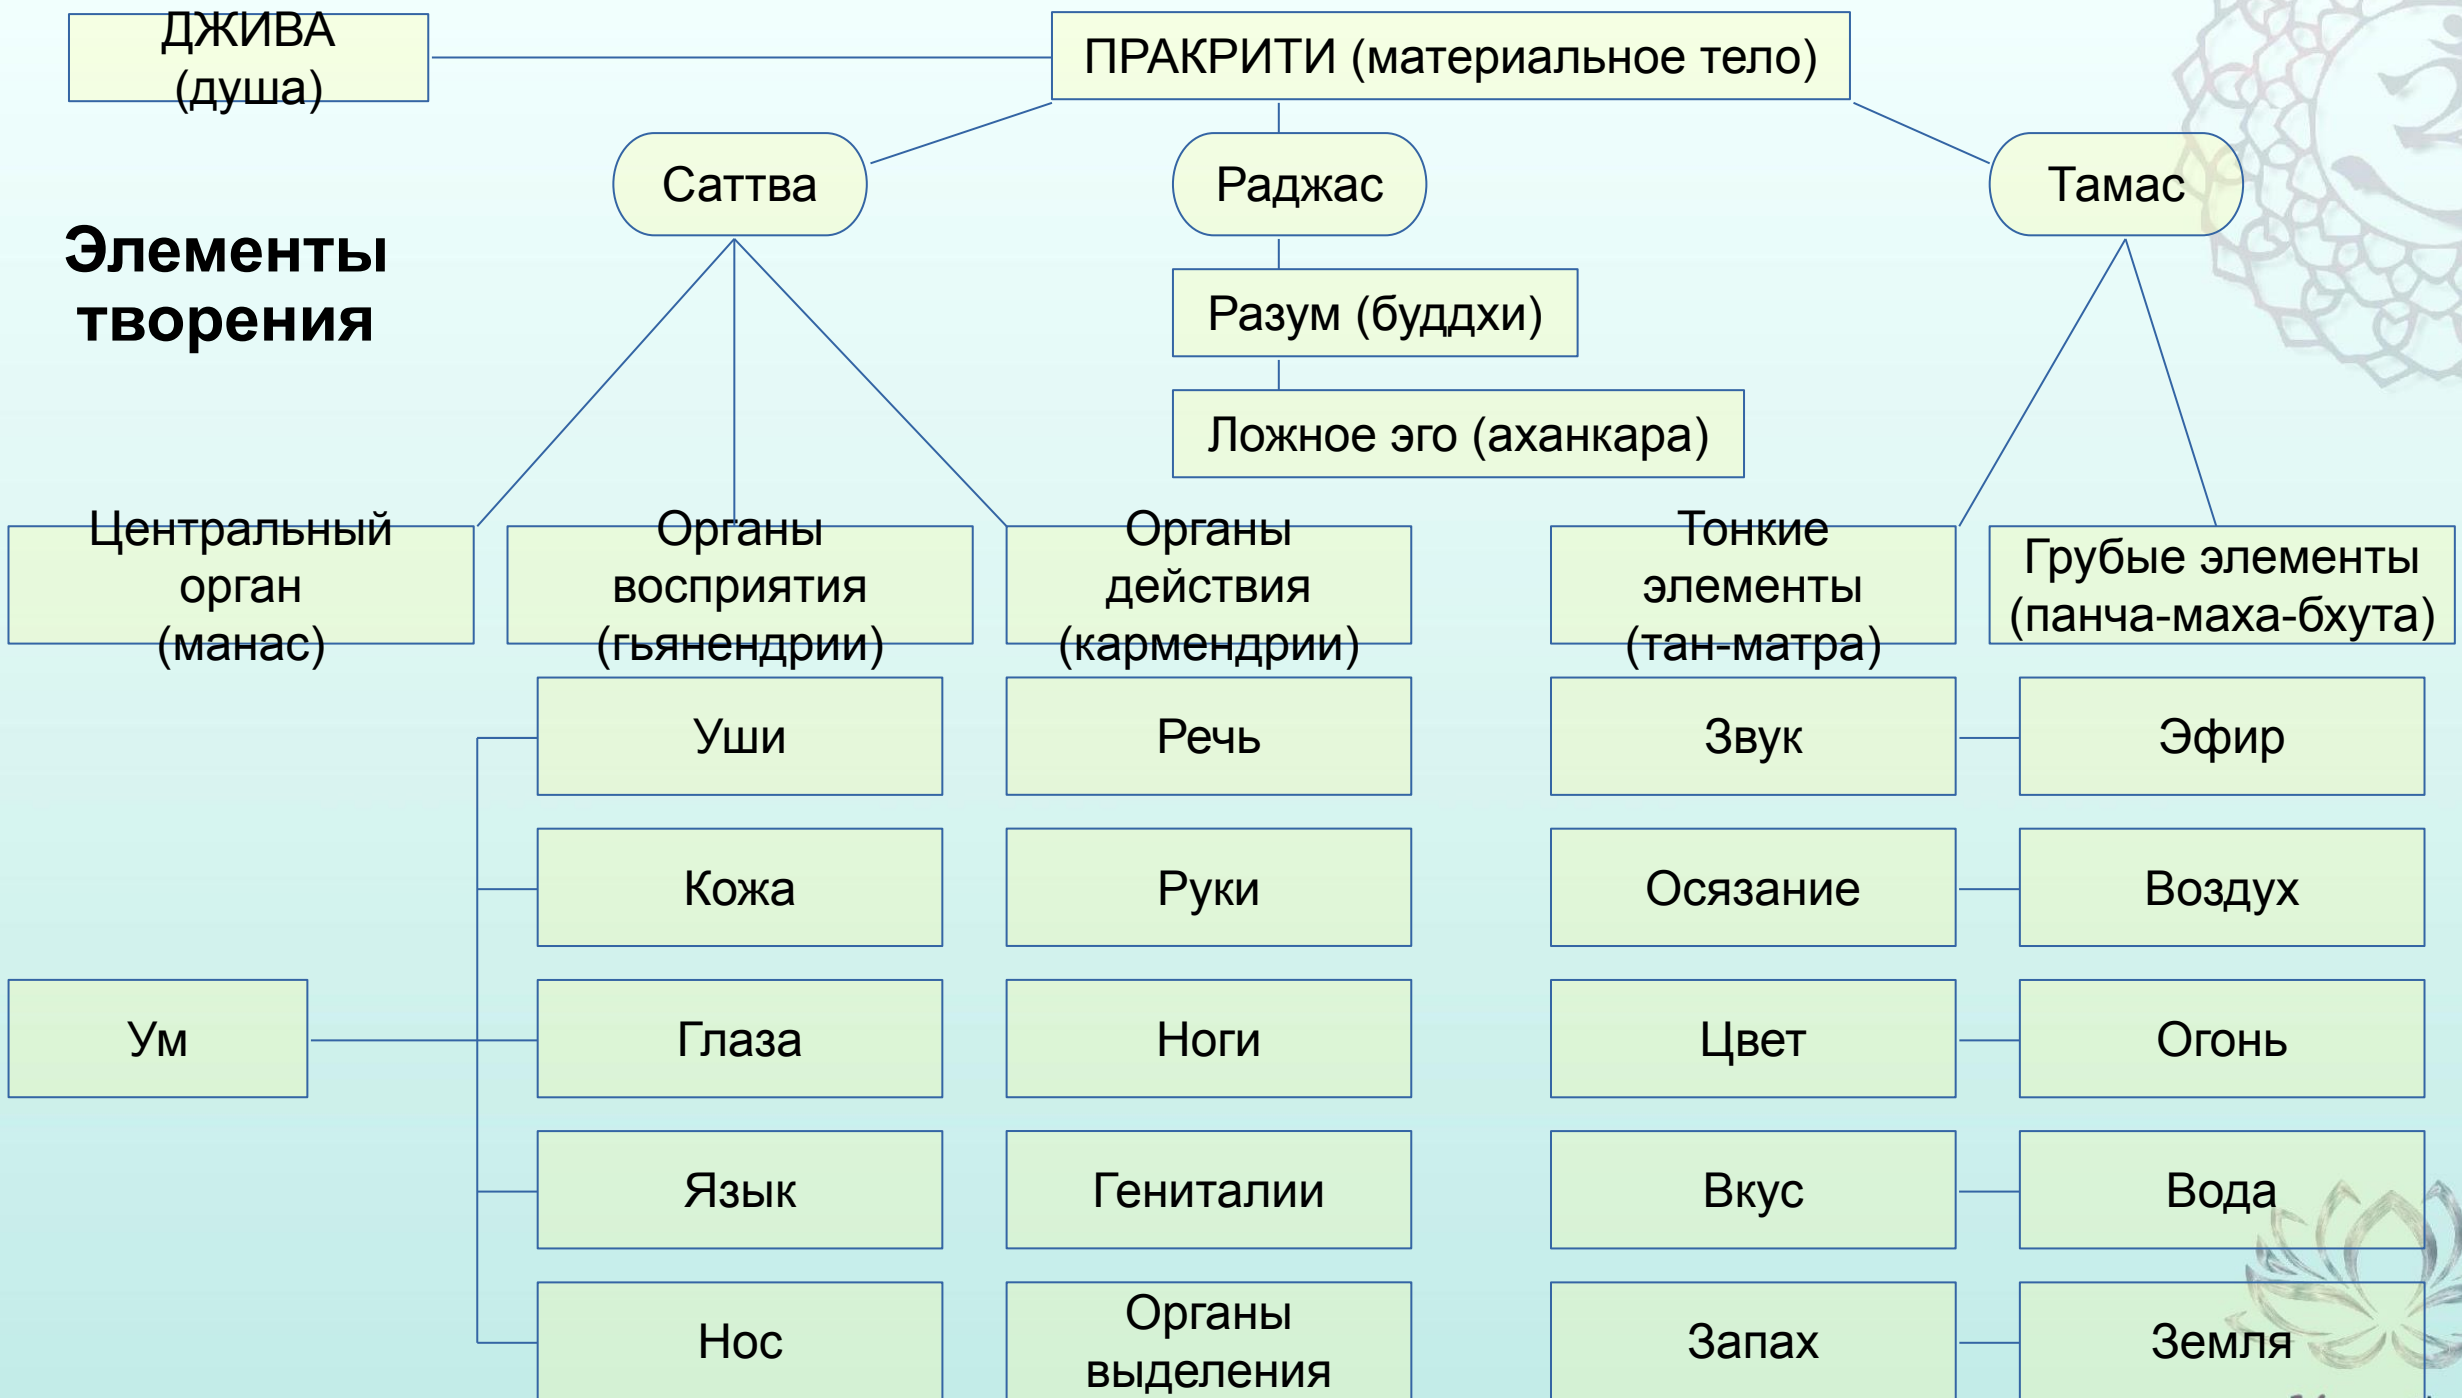 ДЖИВА
(душа)
ПРАКРИТИ (материальное тело)
Саттва
Раджас
Тамас
Элементы
творения
Разум (буддхи)
Ложное эго (аханкара)
Центральный
орган
(манас)
Органы
восприятия
(гьянендрии)
Органы
действия
(кармендрии)
Тонкие
элементы
(тан-матра)
Грубые элементы
(панча-маха-бхута)
Уши
Речь
Звук
Эфир
Кожа
Руки
Осязание
Воздух
Ум
Глаза
Ноги
Цвет
Огонь
Язык
Гениталии
Вкус
Вода
Нос
Органы
выделения
Запах
Земля